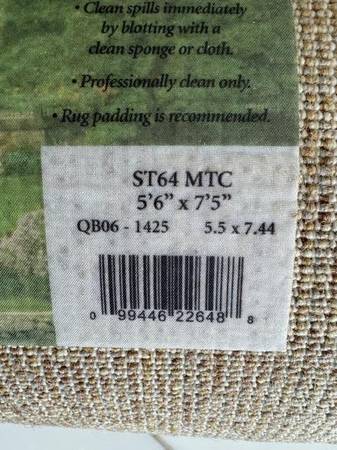 • Clean spills immediately
by blotting with a
clean sponge or cloth.
• Professionally clean only.
• Rug padding is recommended.
ST64 MTC
5'6" x 7'5"
QB06 - 1425 5.5 x 7.44
0 99446 22648 8